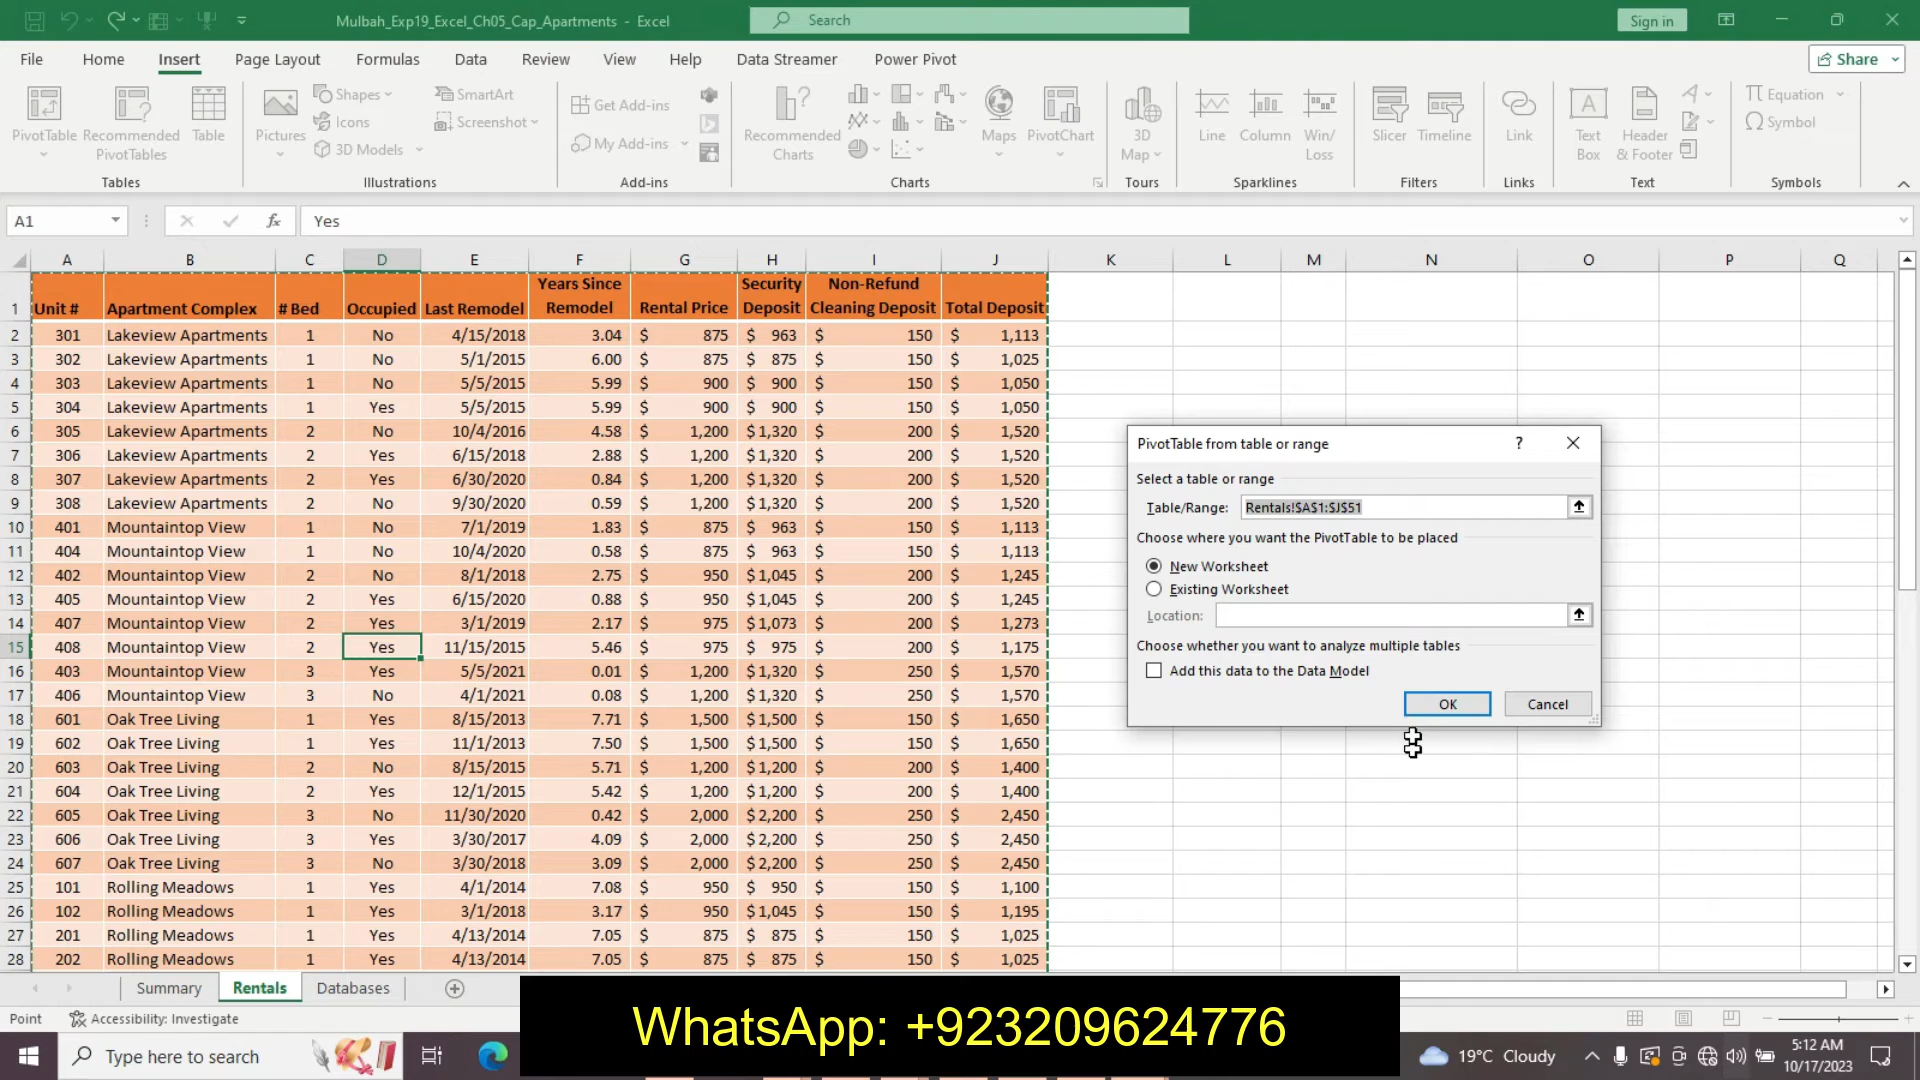 Mulbah_Exp19_Excel_Ch05_Cap_Apartments - Excel
Search
Sign in
File Home Insert Page Layout Formulas Data Review View Help Data Streamer Power Pivot
Share
PivotTable
Recommended PivotTables
Table
Tables
Pictures
Shapes
Icons
3D Models
SmartArt
Screenshot
Illustrations
Get Add-ins
My Add-ins
Add-ins
Recommended Charts
Maps
PivotChart
Charts
3D Map
Tours
Line
Column
Win/ Loss
Sparklines
Slicer
Timeline
Filters
Link
Links
Text Box
Header & Footer
Text
Equation
Symbol
Symbols
A1
fx
Yes
A B C D E F G H I J K L M N O P Q
1 Unit # Apartment Complex # Bed Occupied Last Remodel Years Since Remodel Rental Price Security Deposit Non-Refund Cleaning Deposit Total Deposit
2 301 Lakeview Apartments 1 No 4/15/2018 3.04 $ 875 $ 963 $ 150 $ 1,113
3 302 Lakeview Apartments 1 No 5/1/2015 6.00 $ 875 $ 875 $ 150 $ 1,025
4 303 Lakeview Apartments 1 No 5/5/2015 5.99 $ 900 $ 900 $ 150 $ 1,050
5 304 Lakeview Apartments 1 Yes 5/5/2015 5.99 $ 900 $ 900 $ 150 $ 1,050
6 305 Lakeview Apartments 2 No 10/4/2016 4.58 $ 1,200 $ 1,320 $ 200 $ 1,520
7 306 Lakeview Apartments 2 Yes 6/15/2018 2.88 $ 1,200 $ 1,320 $ 200 $ 1,520
8 307 Lakeview Apartments 2 Yes 6/30/2020 0.84 $ 1,200 $ 1,320 $ 200 $ 1,520
9 308 Lakeview Apartments 2 No 9/30/2020 0.59 $ 1,200 $ 1,320 $ 200 $ 1,520
10 401 Mountaintop View 1 No 7/1/2019 1.83 $ 875 $ 963 $ 150 $ 1,113
11 404 Mountaintop View 1 No 10/4/2020 0.58 $ 875 $ 963 $ 150 $ 1,113
12 402 Mountaintop View 2 No 8/1/2018 2.75 $ 950 $ 1,045 $ 200 $ 1,245
13 405 Mountaintop View 2 Yes 6/15/2020 0.88 $ 950 $ 1,045 $ 200 $ 1,245
14 407 Mountaintop View 2 Yes 3/1/2019 2.17 $ 975 $ 1,073 $ 200 $ 1,273
15 408 Mountaintop View 2 Yes 11/15/2015 5.46 $ 975 $ 975 $ 200 $ 1,175
16 403 Mountaintop View 3 Yes 5/5/2021 0.01 $ 1,200 $ 1,320 $ 250 $ 1,570
17 406 Mountaintop View 3 No 4/1/2021 0.08 $ 1,200 $ 1,320 $ 250 $ 1,570
18 601 Oak Tree Living 1 Yes 8/15/2013 7.71 $ 1,500 $ 1,500 $ 150 $ 1,650
19 602 Oak Tree Living 1 Yes 11/1/2013 7.50 $ 1,500 $ 1,500 $ 150 $ 1,650
20 603 Oak Tree Living 2 No 8/15/2015 5.71 $ 1,200 $ 1,200 $ 200 $ 1,400
21 604 Oak Tree Living 2 Yes 12/1/2015 5.42 $ 1,200 $ 1,200 $ 200 $ 1,400
22 605 Oak Tree Living 3 No 11/30/2020 0.42 $ 2,000 $ 2,200 $ 250 $ 2,450
23 606 Oak Tree Living 3 Yes 3/30/2017 4.09 $ 2,000 $ 2,200 $ 250 $ 2,450
24 607 Oak Tree Living 3 No 3/30/2018 3.09 $ 2,000 $ 2,200 $ 250 $ 2,450
25 101 Rolling Meadows 1 Yes 4/1/2014 7.08 $ 950 $ 950 $ 150 $ 1,100
26 102 Rolling Meadows 1 Yes 3/1/2018 3.17 $ 950 $ 1,045 $ 150 $ 1,195
27 201 Rolling Meadows 1 Yes 4/13/2014 7.05 $ 875 $ 875 $ 150 $ 1,025
28 202 Rolling Meadows 1 Yes 4/13/2014 7.05 $ 875 $ 875 $ 150 $ 1,025
PivotTable from table or range
?
Select a table or range
Table/Range: Rentals!$A$1:$J$51
Choose where you want the PivotTable to be placed
New Worksheet
Existing Worksheet
Location:
Choose whether you want to analyze multiple tables
Add this data to the Data Model
OK Cancel
Summary Rentals Databases
Point
Accessibility: Investigate
WhatsApp: +923209624776
Type here to search
19°C Cloudy
5:12 AM
10/17/2023